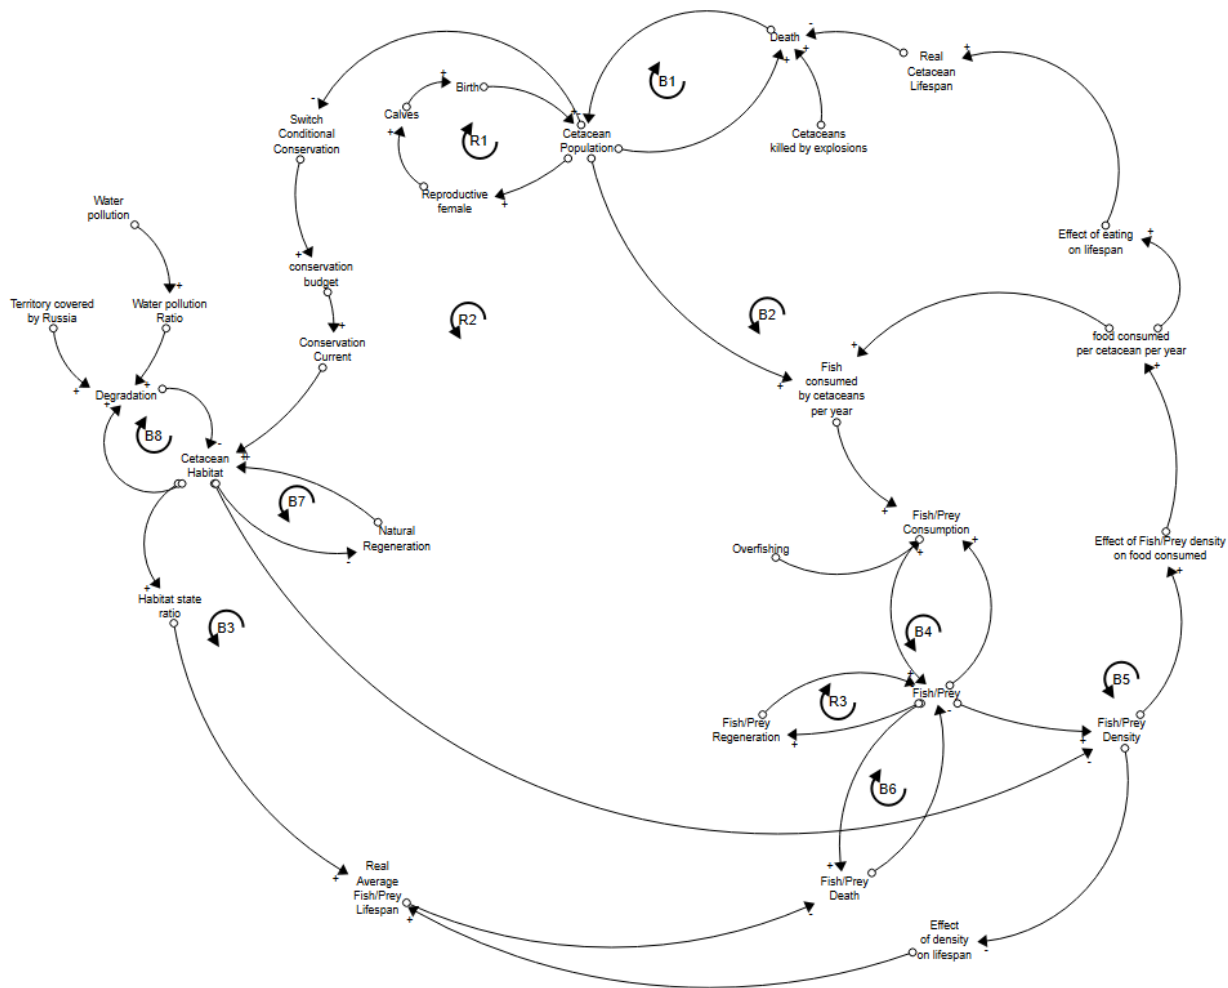 Death
Real
Cetacean
Lifespan
B1
Birth
Calves
Switch
Conditional
Conservation
R1
Cetacean
Population
Cetaceans
killed by explosions
Reproductive
female
Water
pollution
Effect of eating
on lifespan
conservation
budget
Territory covered
by Russia
Water pollution
Ratio
R2
B2
Conservation
Current
food consumed
per cetacean per year
Fish
consumed
by cetaceans
per year
Degradation
B8
Cetacean
Habitat
B7
Natural
Regeneration
Fish/Prey
Consumption
Overfishing
Effect of Fish/Prey density
on food consumed
Habitat state
ratio
B3
B4
B5
Fish/Prey
R3
Fish/Prey
Regeneration
Fish/Prey
Density
B6
Real
Average
Fish/Prey
Lifespan
Fish/Prey
Death
Effect
of density
on lifespan